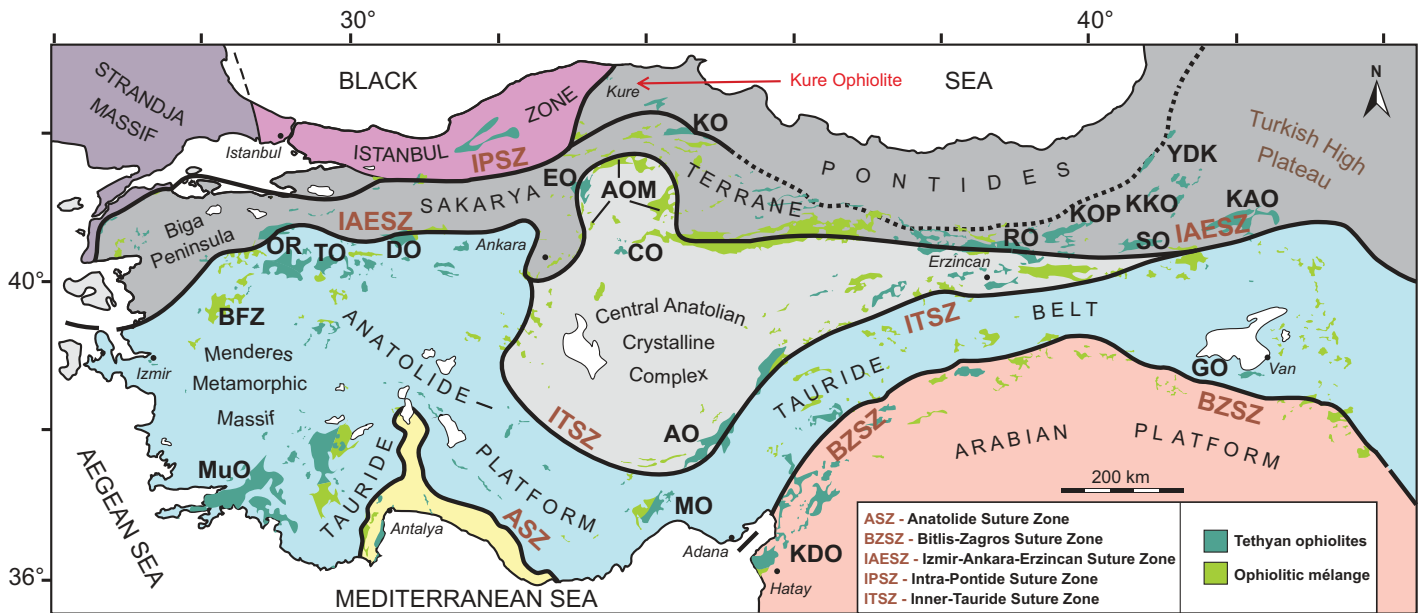 30°
40°
STRANDJA
MASSIF
BLACK
SEA
Kure Ophiolite
N
Kure
ISTANBUL ZONE
Istanbul
IPSZ
KO
PONTIDES
YDK
Turkish High
Plateau
EO
AOM
SAKARYA
TERRANE
IAESZ
Biga
Peninsula
OR
TO
DO
Ankara
CO
RO
KOP
KKO
KAO
SO
IAESZ
Erzincan
40°
BFZ
Menderes
Metamorphic
Massif
Izmir
ANATOLIDE –
Central Anatolian
Crystalline
Complex
ITSZ
BELT
GO
Van
TAURIDE
BZSZ
BZSZ
ITSZ
AO
ARABIAN
PLATFORM
AEGEAN SEA
MuO
TAURIDE
PLATFORM
MO
200 km
Antalya
ASZ
Adana
KDO
Hatay
36°
MEDITERRANEAN SEA
ASZ - Anatolide Suture Zone
BZSZ - Bitlis-Zagros Suture Zone
IAESZ - Izmir-Ankara-Erzincan Suture Zone
IPSZ - Intra-Pontide Suture Zone
ITSZ - Inner-Tauride Suture Zone
Tethyan ophiolites
Ophiolitic mélange